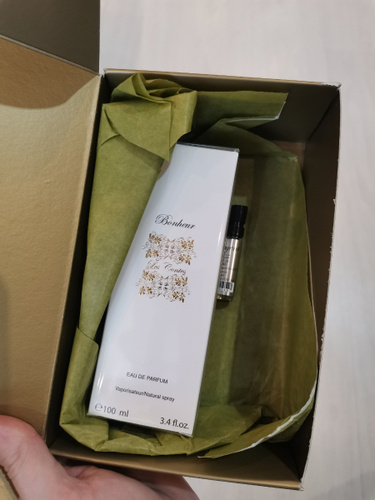 Bonheur
Les Contes
EAU DE PARFUM
Vaporisateur/Natural spray
℮100 ml
3.4 fl.oz.